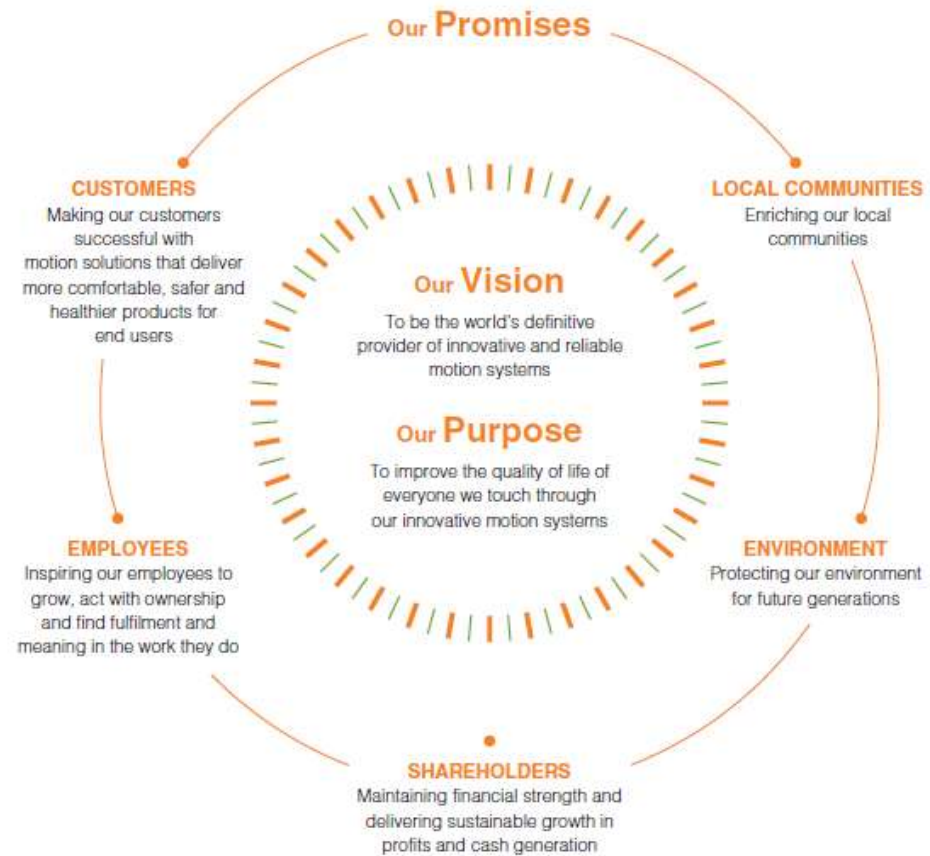 Our Promises
CUSTOMERS
Making our customers
successful with
motion solutions that deliver
more comfortable, safer and
healthier products for
end users
LOCAL COMMUNITIES
Enriching our local
communities
Our Vision
To be the world's definitive
provider of innovative and reliable
motion systems
Our Purpose
To improve the quality of life of
everyone we touch through
our innovative motion systems
EMPLOYEES
Inspiring our employees to
grow, act with ownership
and find fulfilment and
meaning in the work they do
ENVIRONMENT
Protecting our environment
for future generations
SHAREHOLDERS
Maintaining financial strength and
delivering sustainable growth in
profits and cash generation